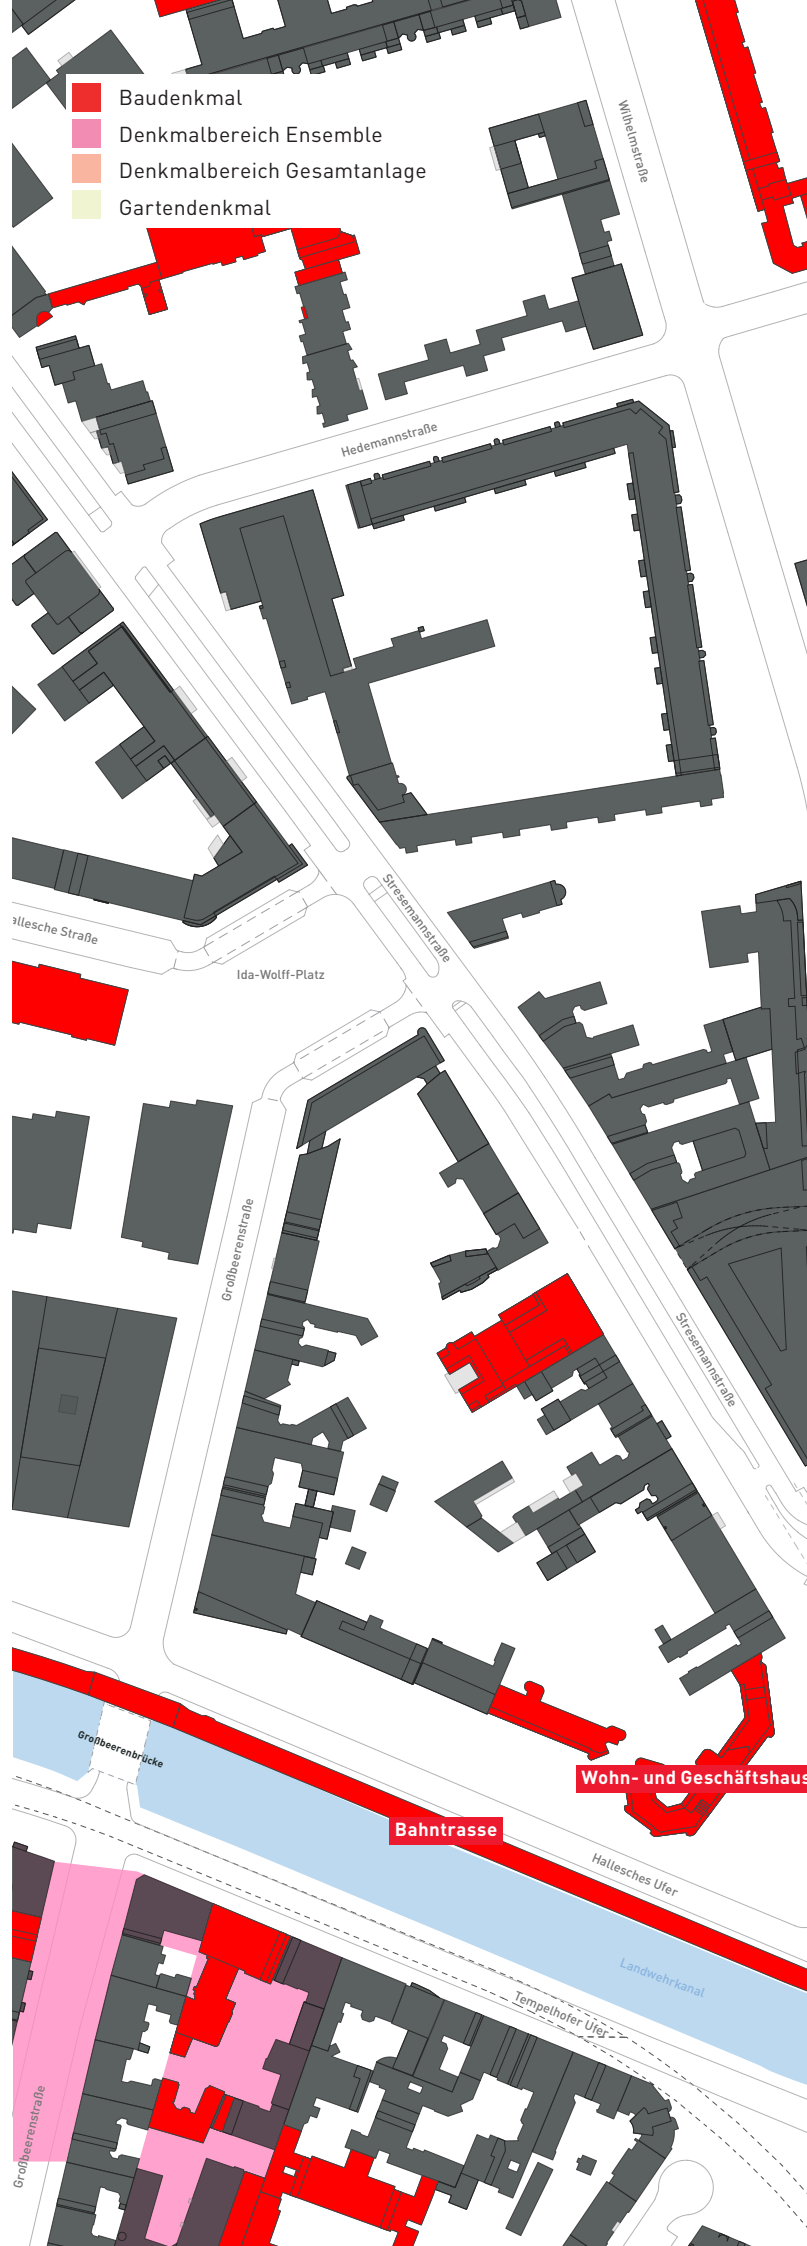 Baudenkmal
Denkmalbereich Ensemble
Denkmalbereich Gesamtanlage
Gartendenkmal
Wilhelmstraße
Hedemannstraße
Stresemannstraße
allesche Straße
Ida-Wolff-Platz
Großbeerenstraße
Stresemannstraße
Großbeerenbrücke
Wohn- und Geschäftshaus
Bahntrasse
Hallesches Ufer
Landwehrkanal
Tempelhofer Ufer
Großbeerenstraße